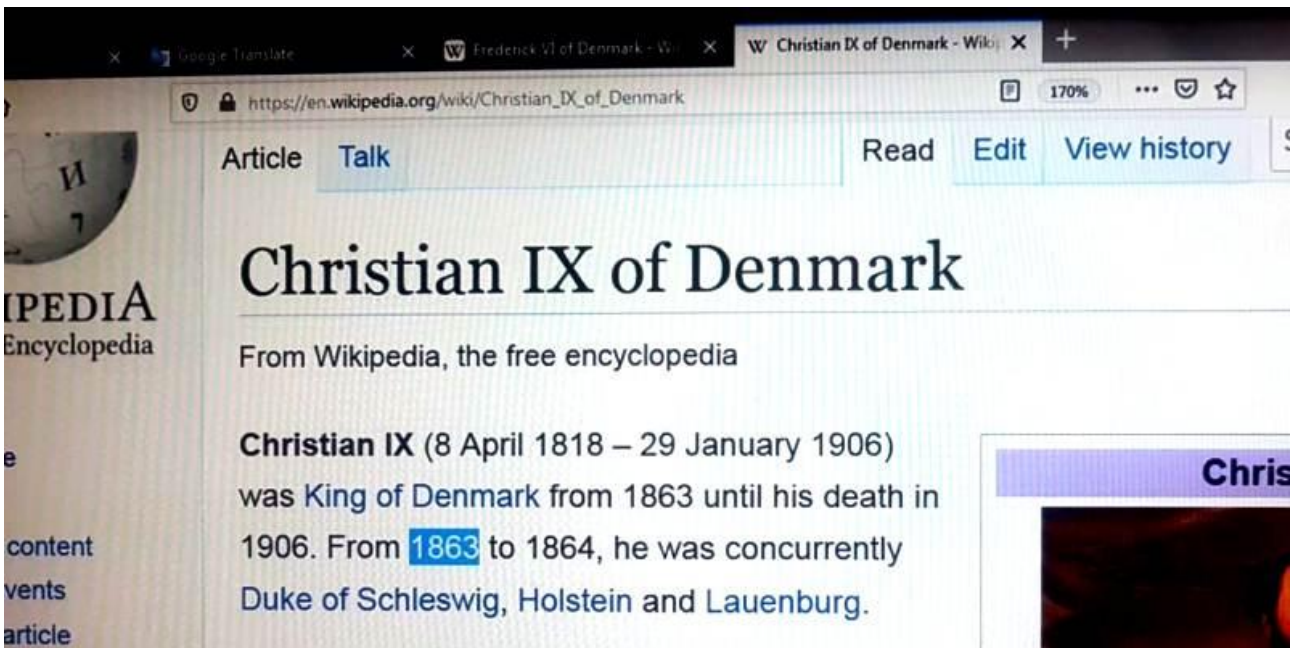 Google Translate
Frederick VI of Denmark - Wi
Christian IX of Denmark - Wikip
https://en.wikipedia.org/wiki/Christian_IX_of_Denmark
170%
Article Talk Read Edit View history
И
7
Christian IX of Denmark
IPEDIA
Encyclopedia
From Wikipedia, the free encyclopedia
Christian IX (8 April 1818 – 29 January 1906)
was King of Denmark from 1863 until his death in
1906. From 1863 to 1864, he was concurrently
Duke of Schleswig, Holstein and Lauenburg.
Chris
e
content
vents
article